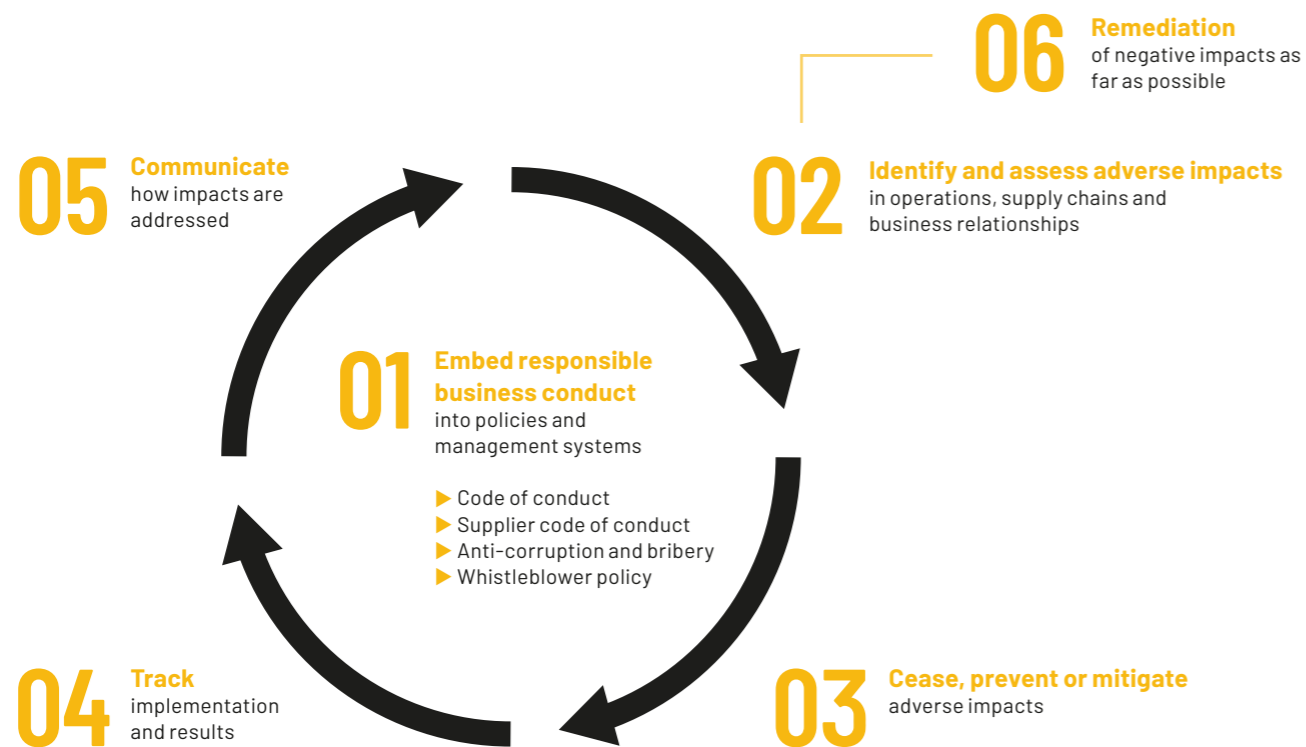 06
Remediation
of negative impacts as
far as possible
05
Communicate
how impacts are
addressed
02
Identify and assess adverse impacts
in operations, supply chains and
business relationships
01
Embed responsible
business conduct
into policies and
management systems
Code of conduct
Supplier code of conduct
Anti-corruption and bribery
Whistleblower policy
04
Track
implementation
and results
03
Cease, prevent or mitigate
adverse impacts